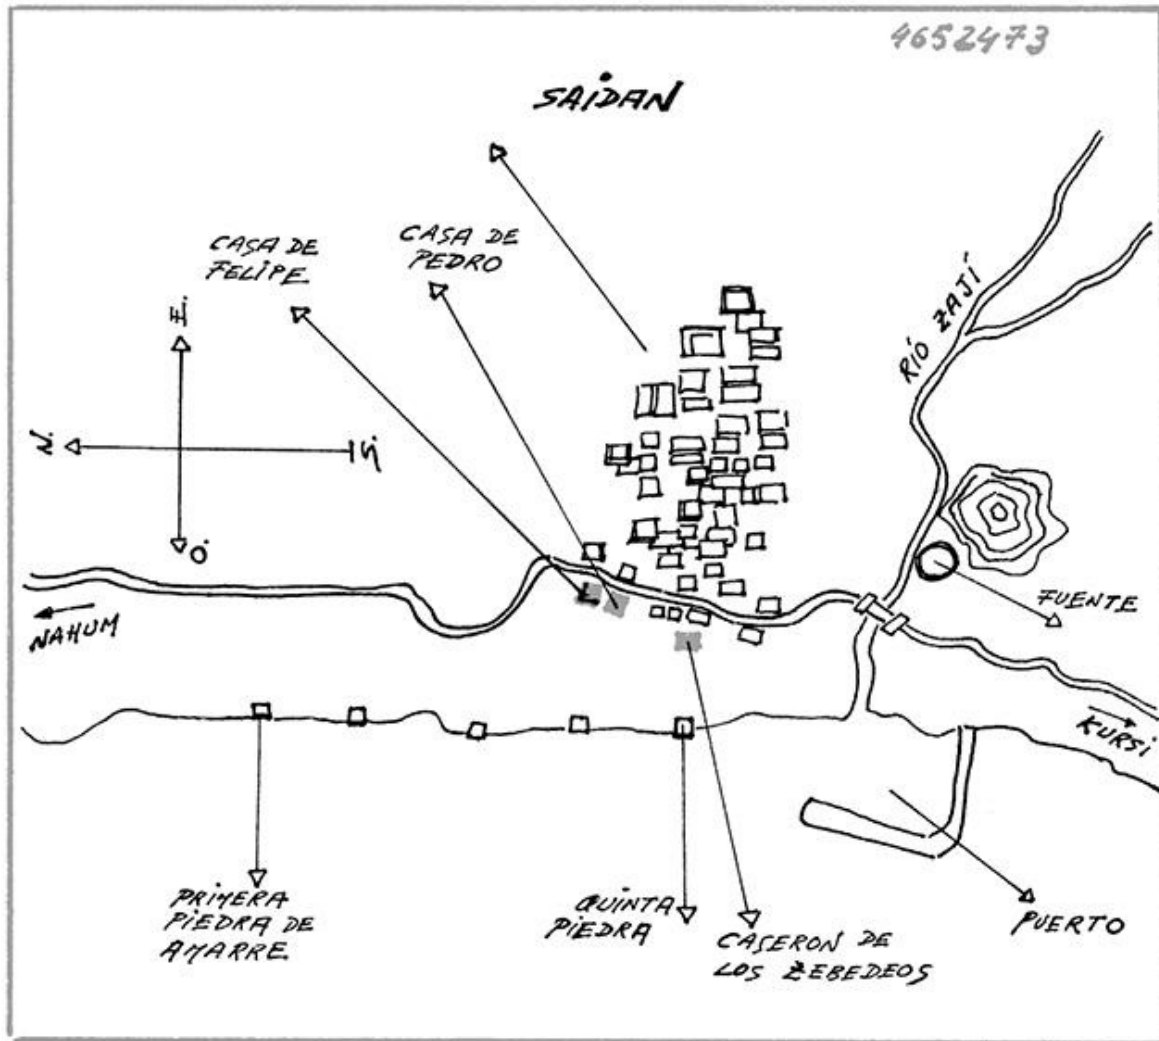 4652473
SAIDAN
CASA DE
FELIPE
CASA DE
PEDRO
E.
N.
S.
O.
RÍO ZAJÍ
FUENTE
NAHUM
KURSI
PRIMERA
PIEDRA DE
AMARRE
QUINTA
PIEDRA
CASERON DE
LOS ZEBEDEOS
PUERTO